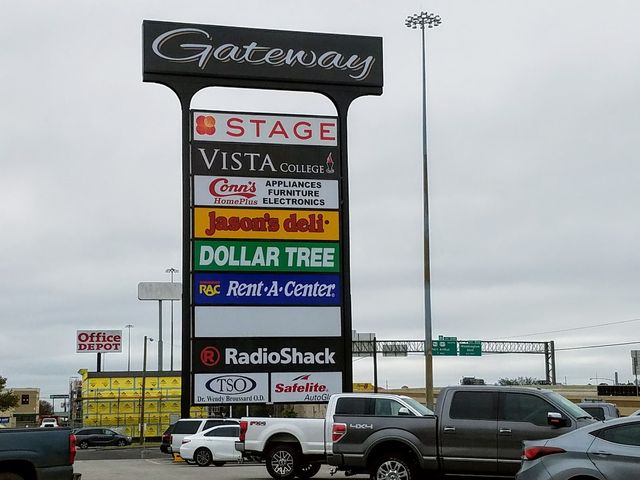 Gateway
STAGE
VISTA COLLEGE
Conn's
HomePlus
APPLIANCES
FURNITURE
ELECTRONICS
Jason's deli
DOLLAR TREE
RAC Rent-A-Center
R RadioShack
TSO
Dr. Wendy Broussard O.D.
Safelite
AutoGlass
Office
DEPOT
4X4